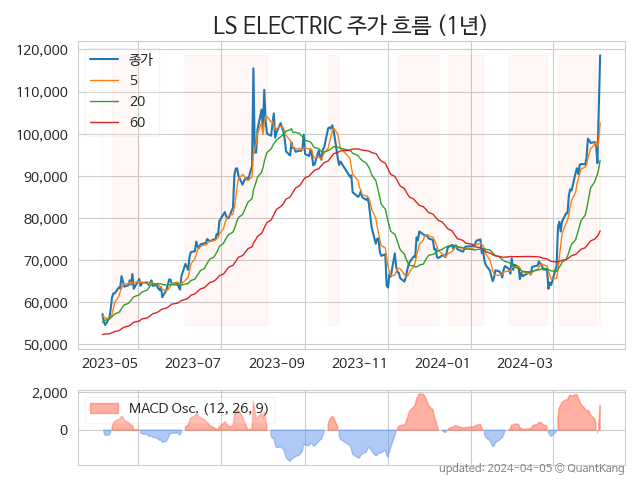 LS ELECTRIC 주가 흐름 (1년)
120,000
110,000
100,000
90,000
80,000
70,000
60,000
50,000
종가
5
20
60
2023-05 2023-07 2023-09 2023-11 2024-01 2024-03
2,000
0
MACD Osc. (12, 26, 9)
updated: 2024-04-05 © QuantKang